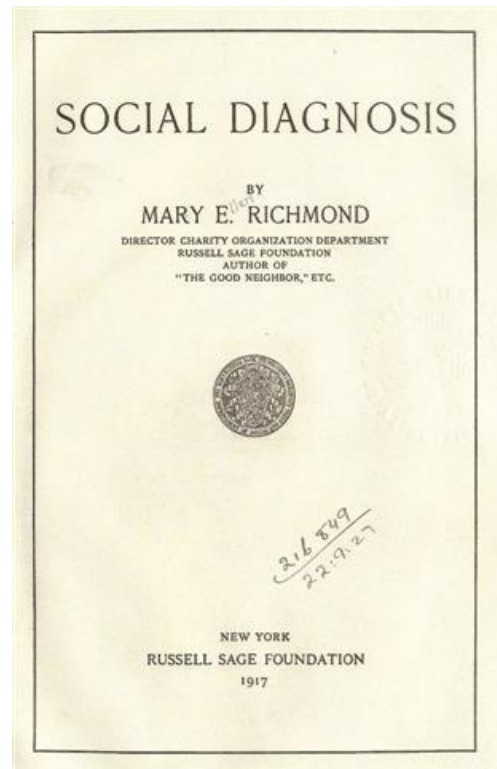 SOCIAL DIAGNOSIS
BY
MARY E. RICHMOND
DIRECTOR CHARITY ORGANIZATION DEPARTMENT
RUSSELL SAGE FOUNDATION
AUTHOR OF
"THE GOOD NEIGHBOR," ETC.
216849
22.9.27
NEW YORK
RUSSELL SAGE FOUNDATION
1917